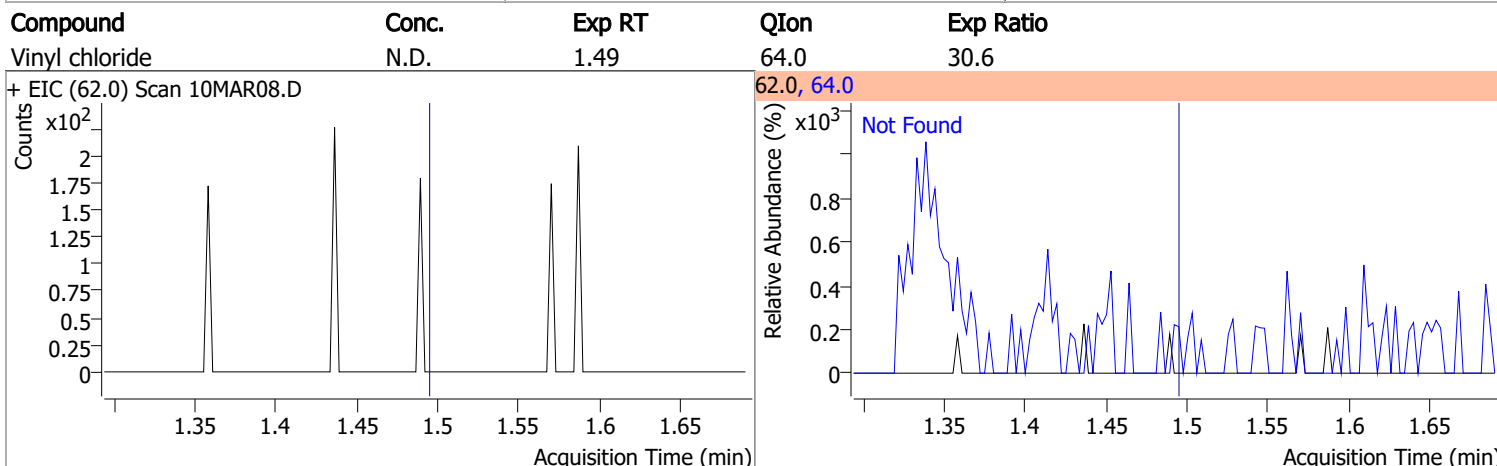 Compound Conc. Exp RT QIon Exp Ratio
Vinyl chloride N.D. 1.49 64.0 30.6
+ EIC (62.0) Scan 10MAR08.D
Counts
x10²
2
1.75
1.5
1.25
1
0.75
0.5
0.25
0
1.35 1.4 1.45 1.5 1.55 1.6 1.65
Acquisition Time (min)
62.0, 64.0
Relative Abundance (%)
x10³
Not Found
0.8
0.6
0.4
0.2
0
1.35 1.4 1.45 1.5 1.55 1.6 1.65
Acquisition Time (min)